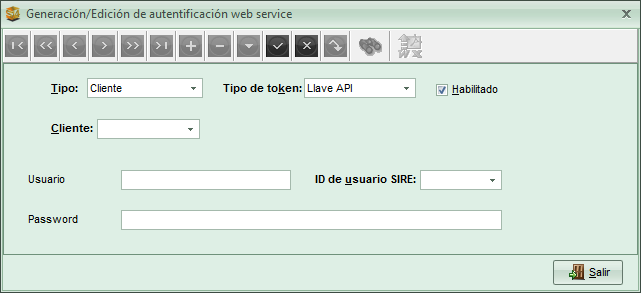 Generación/Edición de autentificación web service
Tipo: Cliente Tipo de token: Llave API Habilitado
Cliente:
Usuario ID de usuario SIRE:
Password
Salir